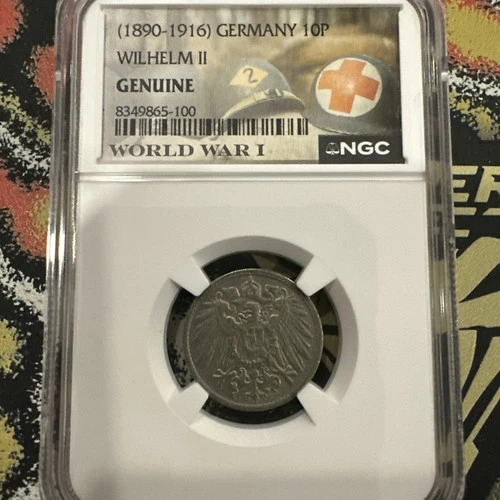 (1890-1916) GERMANY 10P
WILHELM II
2
GENUINE
8349865-100
WORLD WAR I
NGC